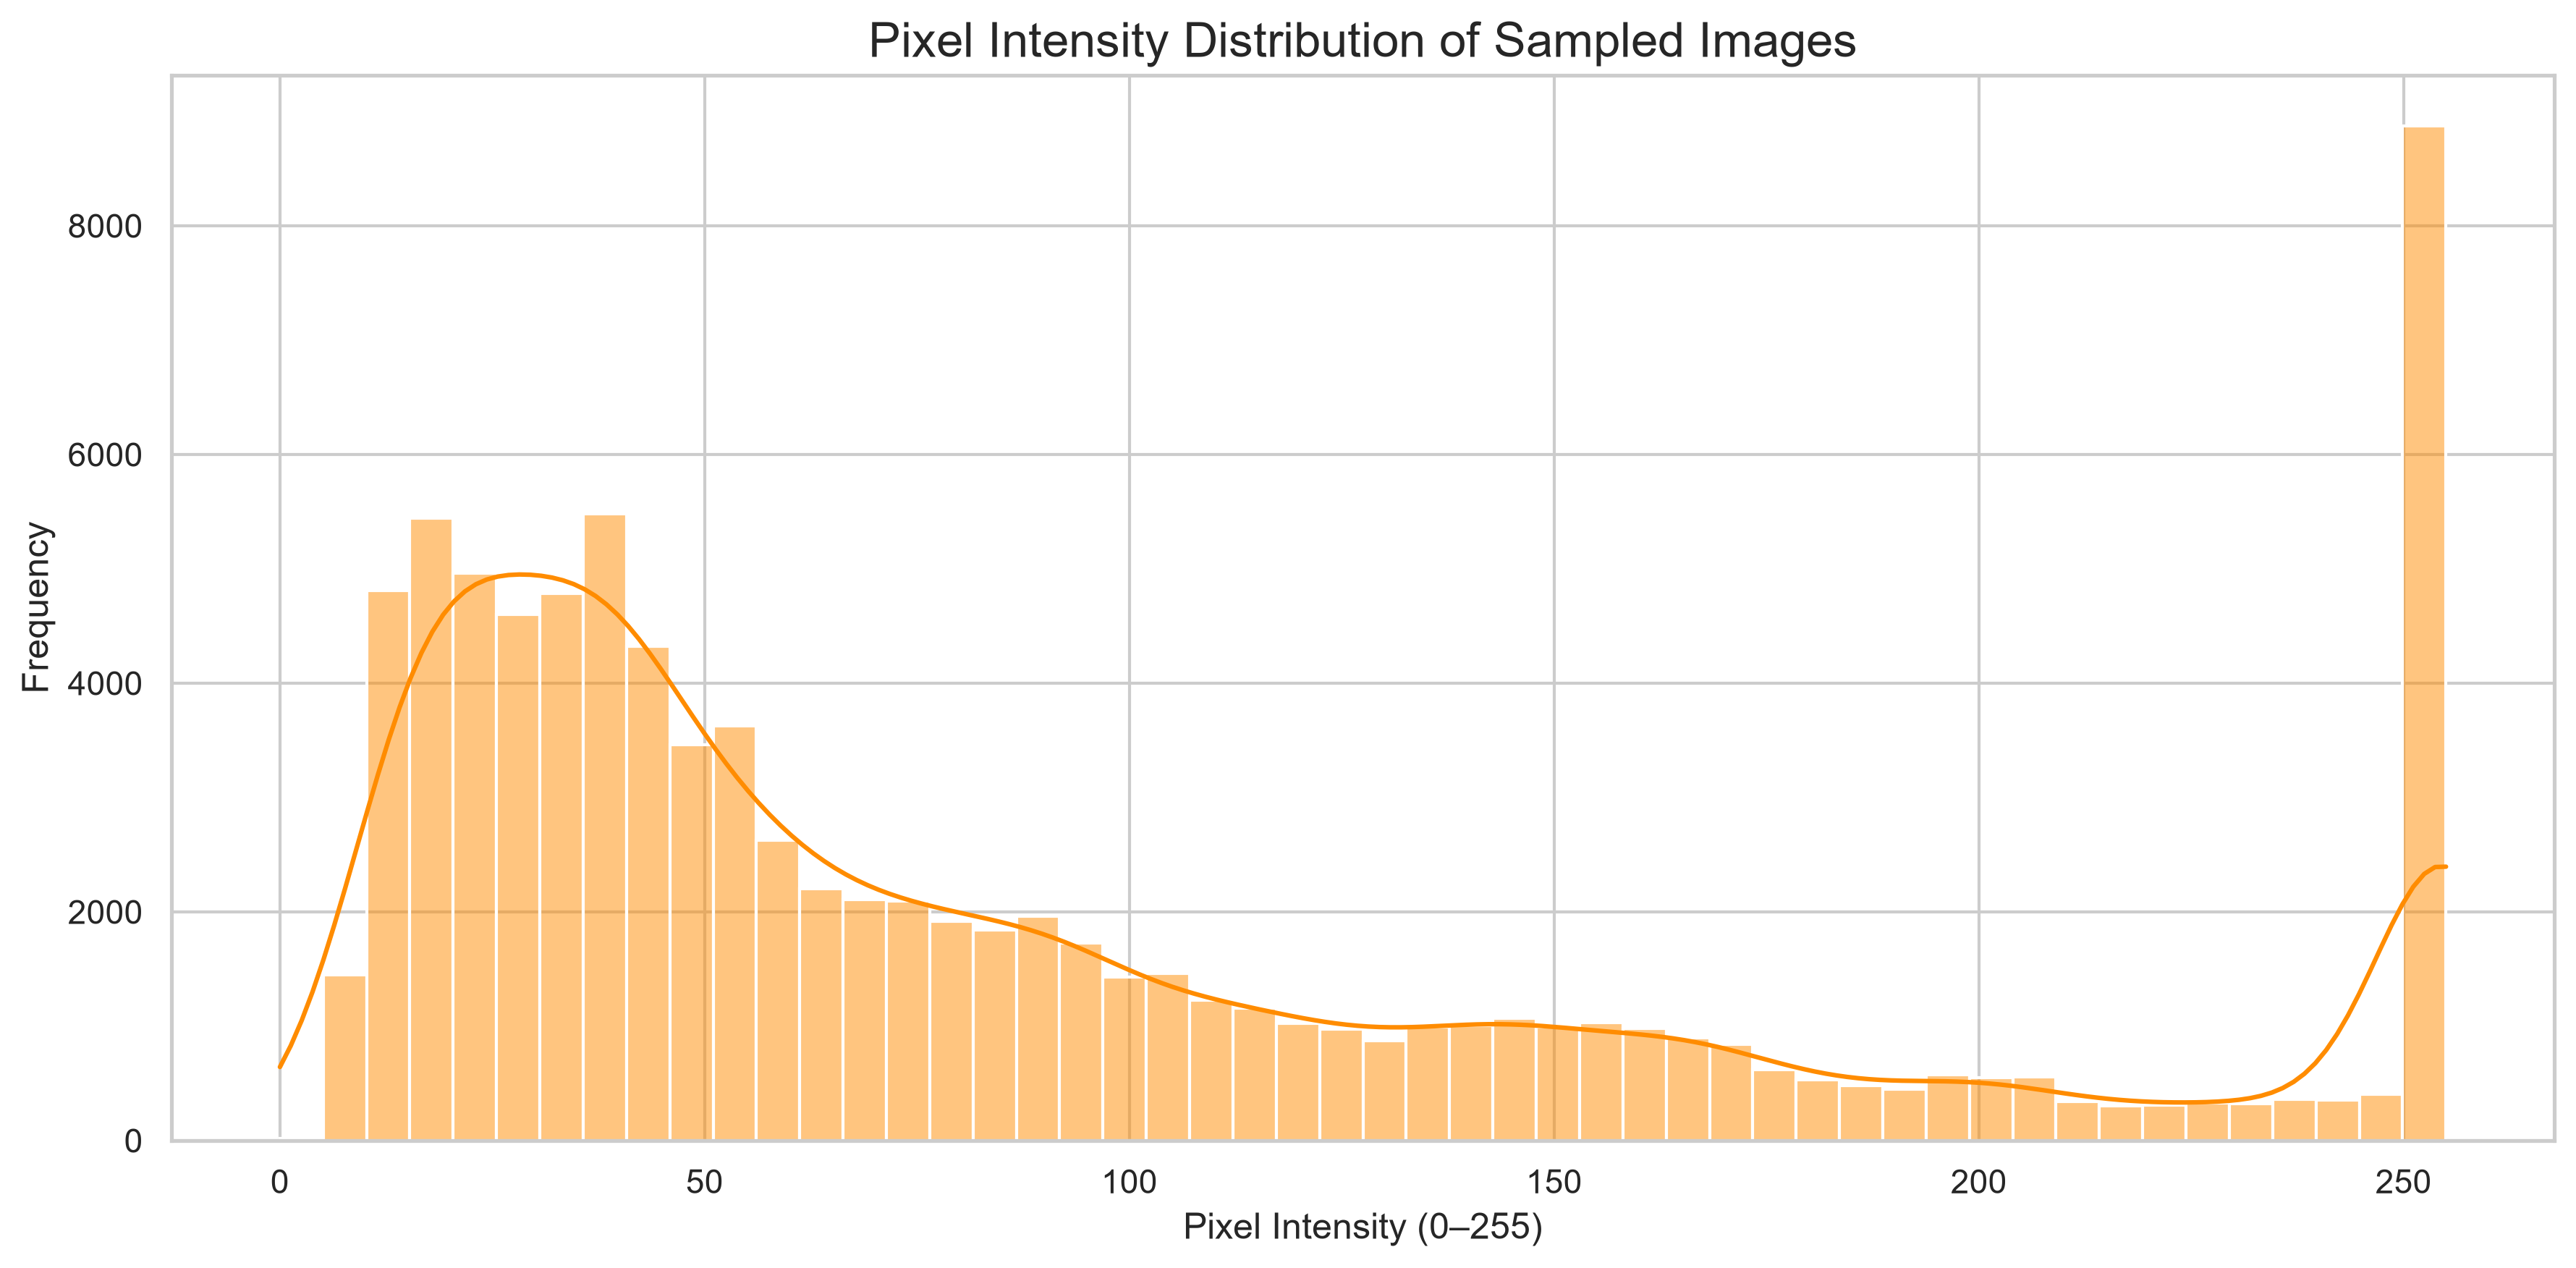 Pixel Intensity Distribution of Sampled Images
Frequency
8000
6000
4000
2000
0
0 50 100 150 200 250
Pixel Intensity (0–255)